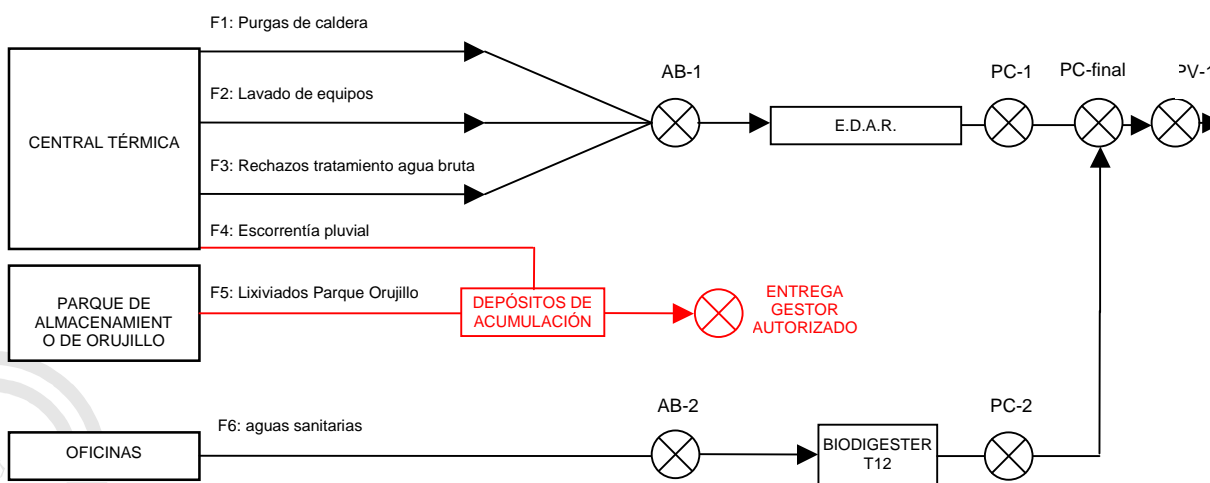 F1: Purgas de caldera
AB-1
PC-1
PC-final
PV-1
F2: Lavado de equipos
CENTRAL TÉRMICA
E.D.A.R.
F3: Rechazos tratamiento agua bruta
F4: Escorrentía pluvial
F5: Lixiviados Parque Orujillo
PARQUE DE
ALMACENAMIENT
O DE ORUJILLO
DEPÓSITOS DE
ACUMULACIÓN
ENTREGA
GESTOR
AUTORIZADO
AB-2
PC-2
F6: aguas sanitarias
OFICINAS
BIODIGESTER
T12